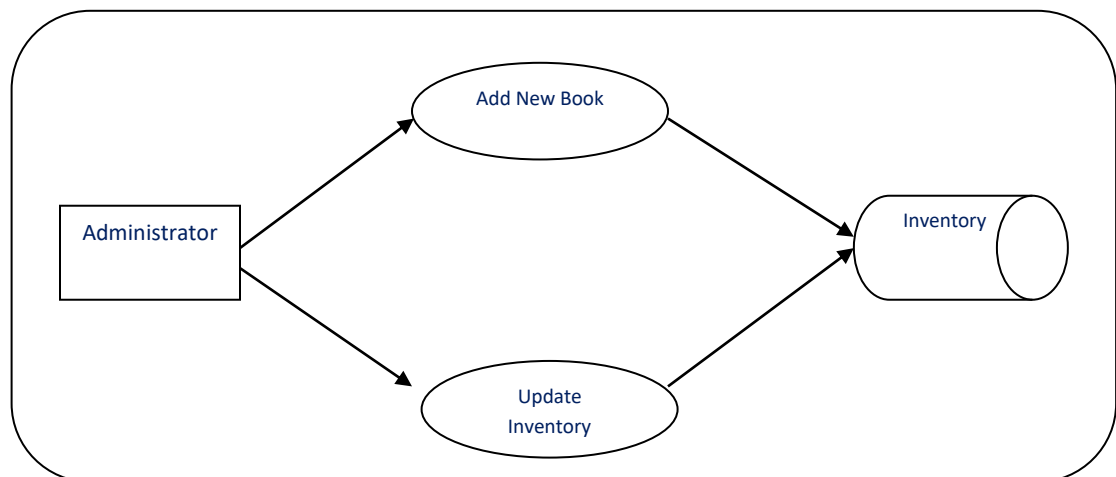 Add New Book
Administrator
Inventory
Update
Inventory